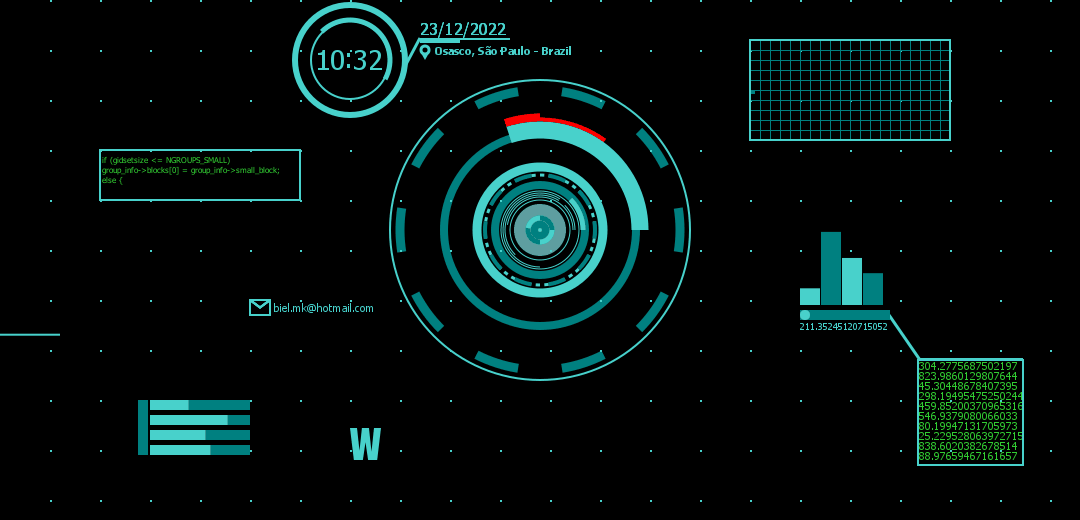 10:32
23/12/2022
Osasco, São Paulo - Brazil
if (gidsetsize <= NGROUPS_SMALL)
group_info->blocks[0] = group_info->small_block;
else {
biel.mk@hotmail.com
211.35245120715052
304.2775687502197
823.9860129807644
45.30448678407395
298.19495475250244
459.85200370965316
546.9379080066033
80.19947131705973
25.229528063972715
838.6020382678514
88.97659467161657
W